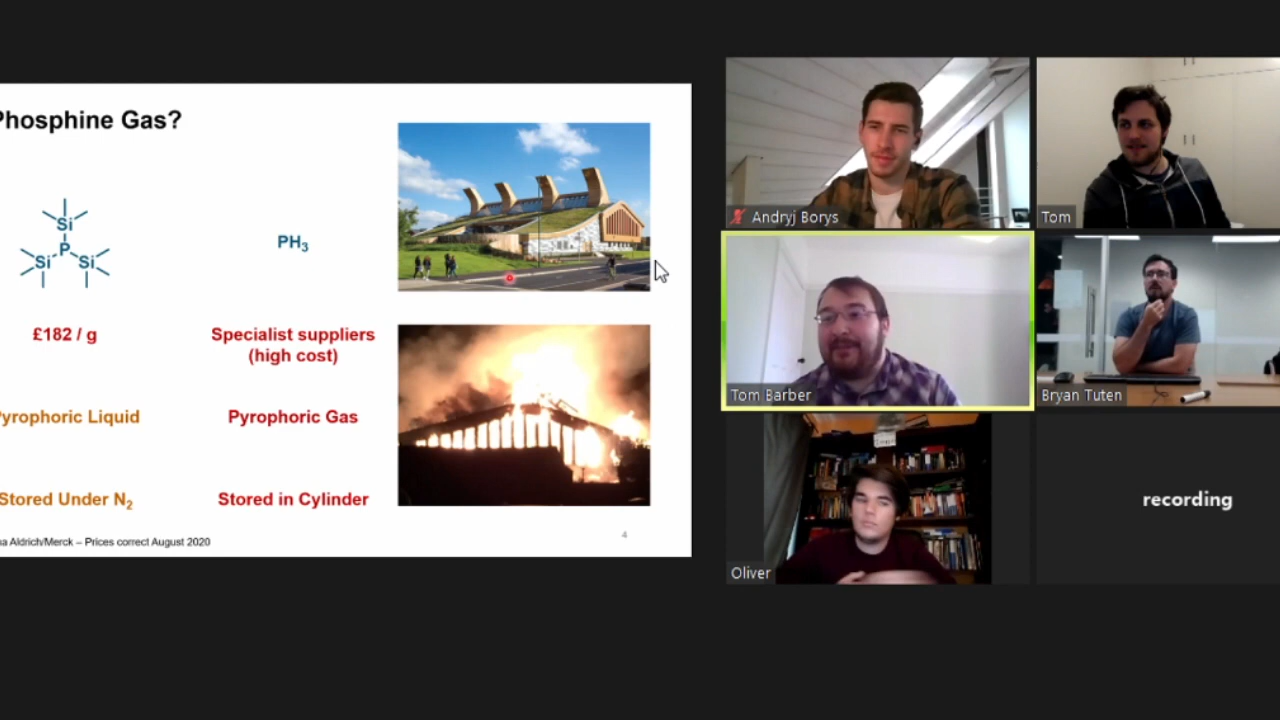 Phosphine Gas?
Si
P
Si
Si
PH3
£182 / g
Specialist suppliers
(high cost)
Pyrophoric Liquid
Pyrophoric Gas
Stored Under N2
Stored in Cylinder
a Aldrich/Merck – Prices correct August 2020
4
Andryj Borys
Tom
Tom Barber
Bryan Tuten
Oliver
recording